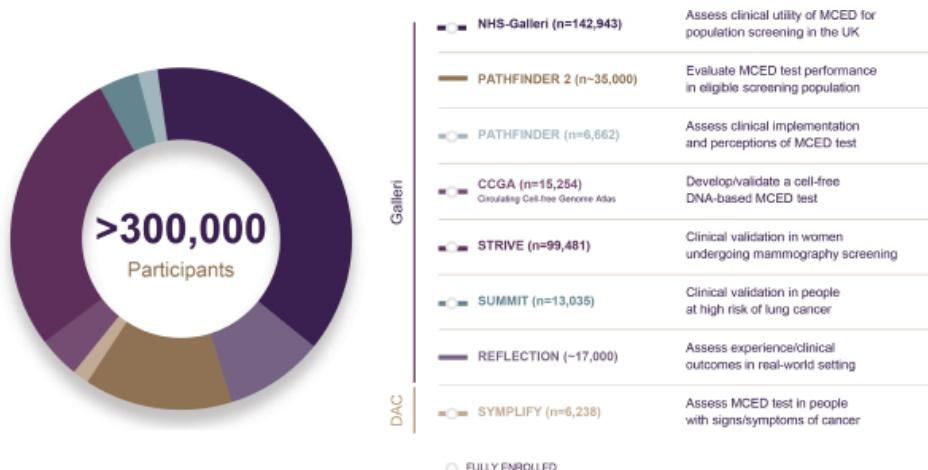 >300,000
Participants
Galleri
NHS-Galleri (n=142,943)
Assess clinical utility of MCED for
population screening in the UK
PATHFINDER 2 (n~35,000)
Evaluate MCED test performance
in eligible screening population
PATHFINDER (n=6,662)
Assess clinical implementation
and perceptions of MCED test
CCGA (n=15,254)
Circulating Cell-free Genome Atlas
Develop/validate a cell-free
DNA-based MCED test
STRIVE (n=99,481)
Clinical validation in women
undergoing mammography screening
SUMMIT (n=13,035)
Clinical validation in people
at high risk of lung cancer
REFLECTION (~17,000)
Assess experience/clinical
outcomes in real-world setting
DAC
SYMPLIFY (n=6,238)
Assess MCED test in people
with signs/symptoms of cancer
FULLY ENROLLED